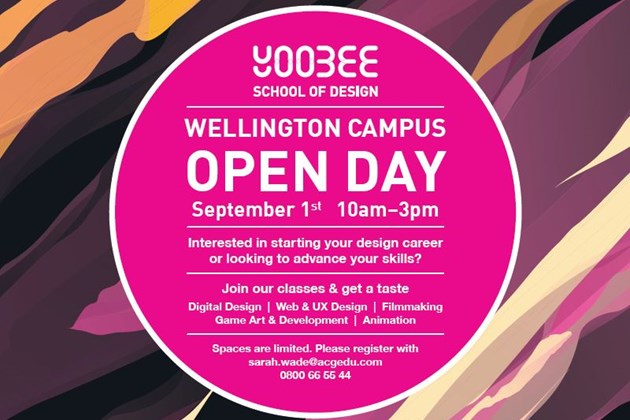 YOOBEE
SCHOOL OF DESIGN
WELLINGTON CAMPUS
OPEN DAY
September 1st 10am–3pm
Interested in starting your design career
or looking to advance your skills?
Join our classes & get a taste
Digital Design | Web & UX Design | Filmmaking
Game Art & Development | Animation
Spaces are limited. Please register with
sarah.wade@acgedu.com
0800 66 55 44